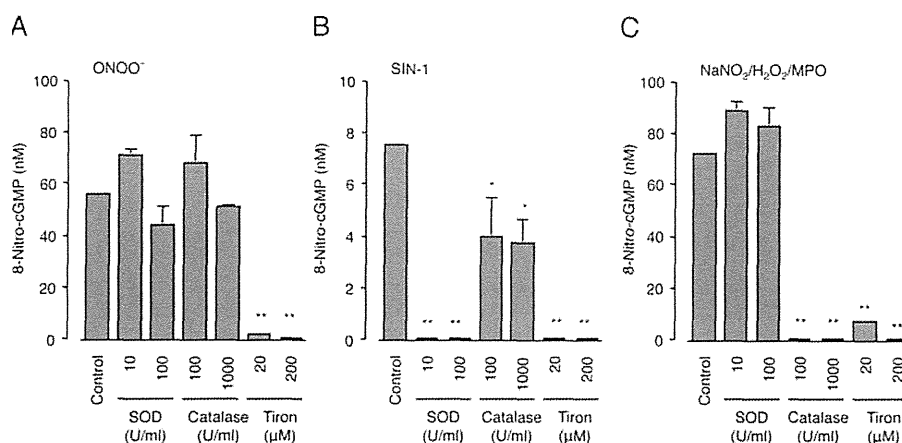 A
ONOO⁻
8-Nitro-cGMP (nM)
100
80
60
40
20
0
** **
Control
10
100
100
1000
20
200
SOD
(U/ml)
Catalase
(U/ml)
Tiron
(µM)
B
SIN-1
8-Nitro-cGMP (nM)
10
8
6
4
2
0
** **
* *
** **
Control
10
100
100
1000
20
200
SOD
(U/ml)
Catalase
(U/ml)
Tiron
(µM)
C
NaNO₂/H₂O₂/MPO
8-Nitro-cGMP (nM)
100
80
60
40
20
0
** **
** **
Control
10
100
100
1000
20
200
SOD
(U/ml)
Catalase
(U/ml)
Tiron
(µM)